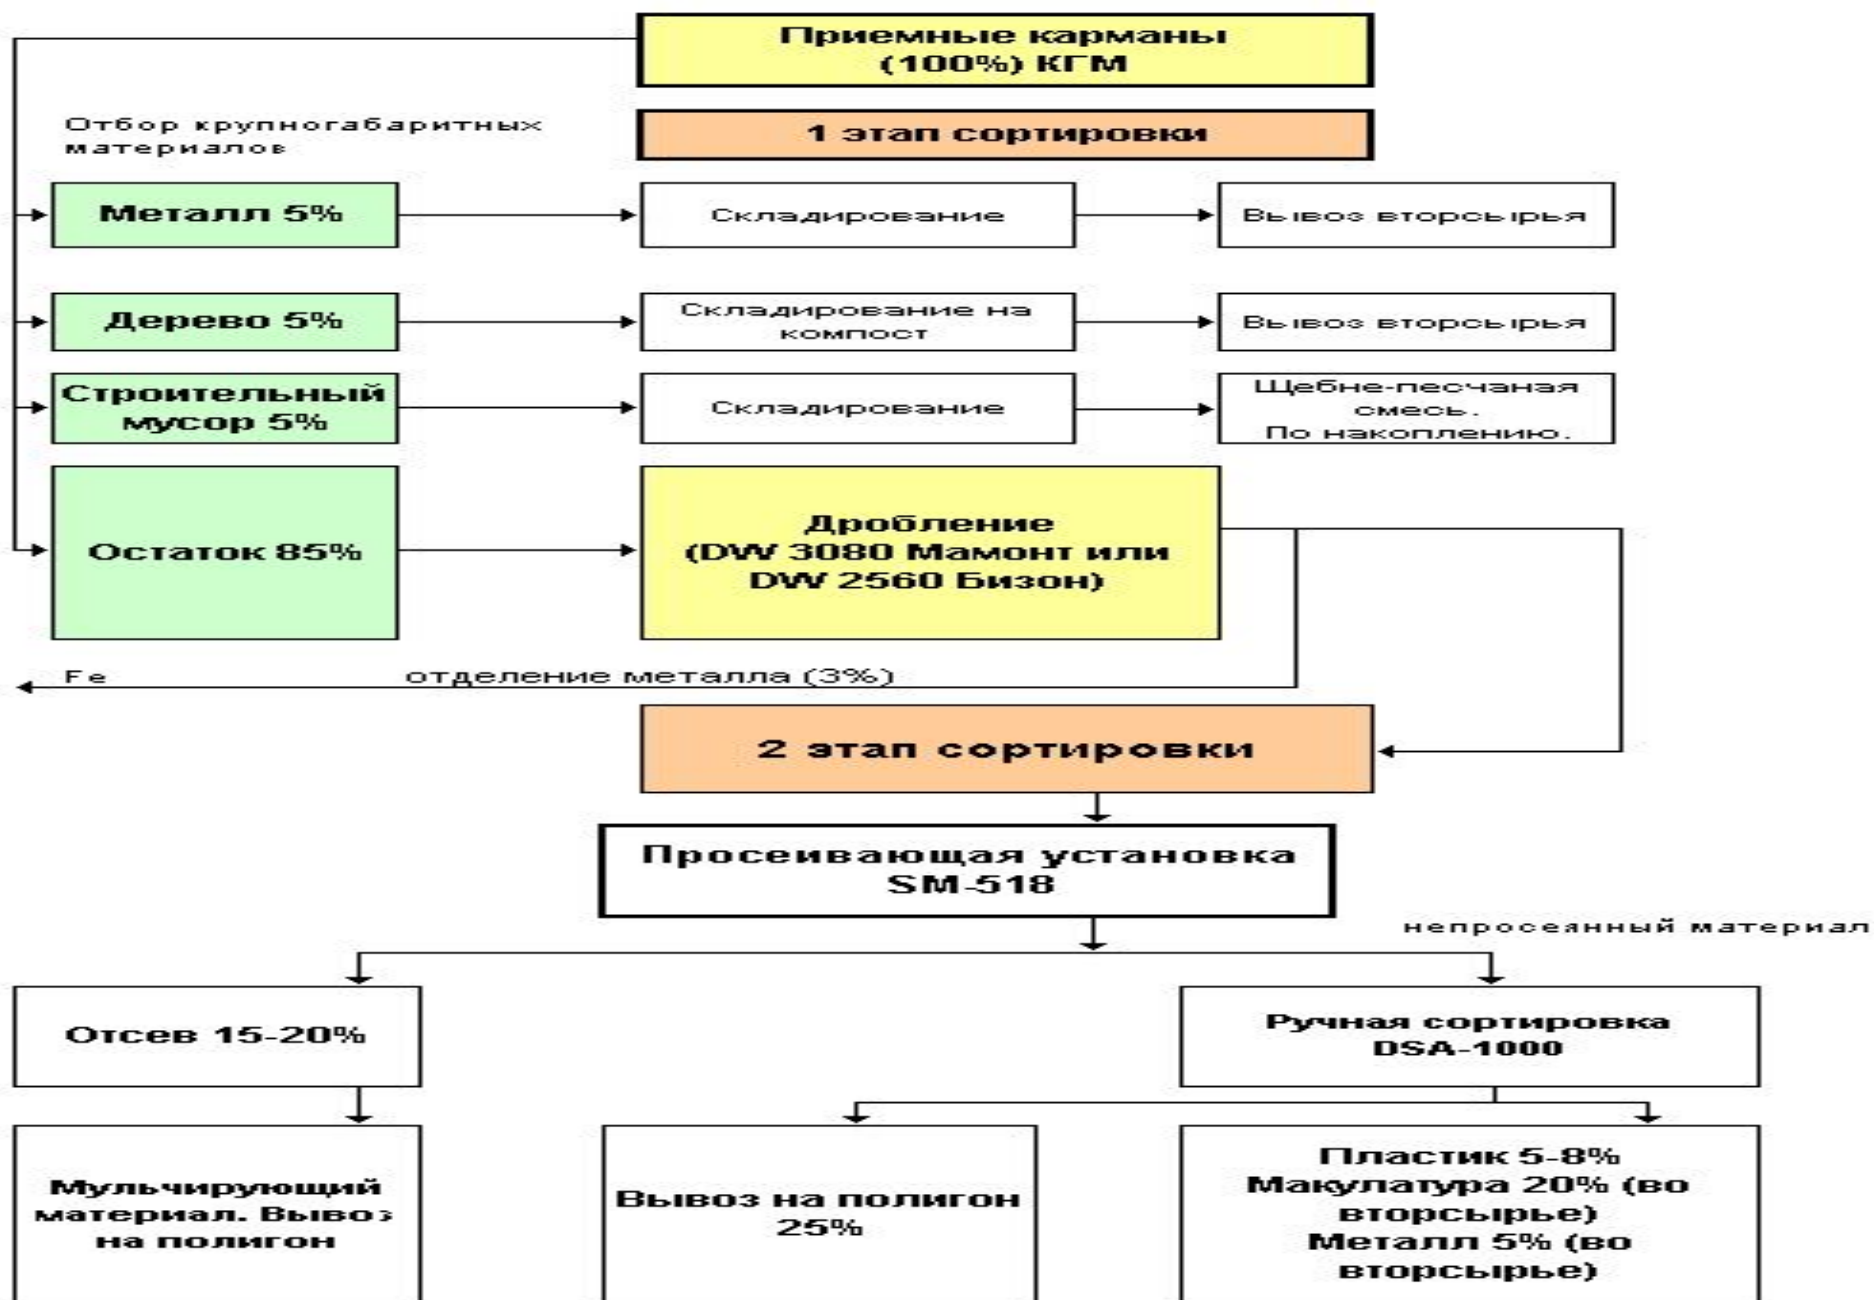 Приемные карманы
(100%) КГМ
Отбор крупногабаритных
материалов
1 этап сортировки
Металл 5%
Складирование
Вывоз вторсырья
Дерево 5%
Складирование на
компост
Вывоз вторсырья
Строительный
мусор 5%
Складирование
Щебне-песчаная
смесь.
По накоплению.
Остаток 85%
Дробление
(DW 3080 Мамонт или
DW 2560 Бизон)
Fe
отделение металла (3%)
2 этап сортировки
Просеивающая установка
SM-518
непросеянный материал
Отсев 15-20%
Ручная сортировка
DSA-1000
Мульчирующий
материал. Вывоз
на полигон
Вывоз на полигон
25%
Пластик 5-8%
Макулатура 20% (во
вторсырье)
Металл 5% (во
вторсырье)